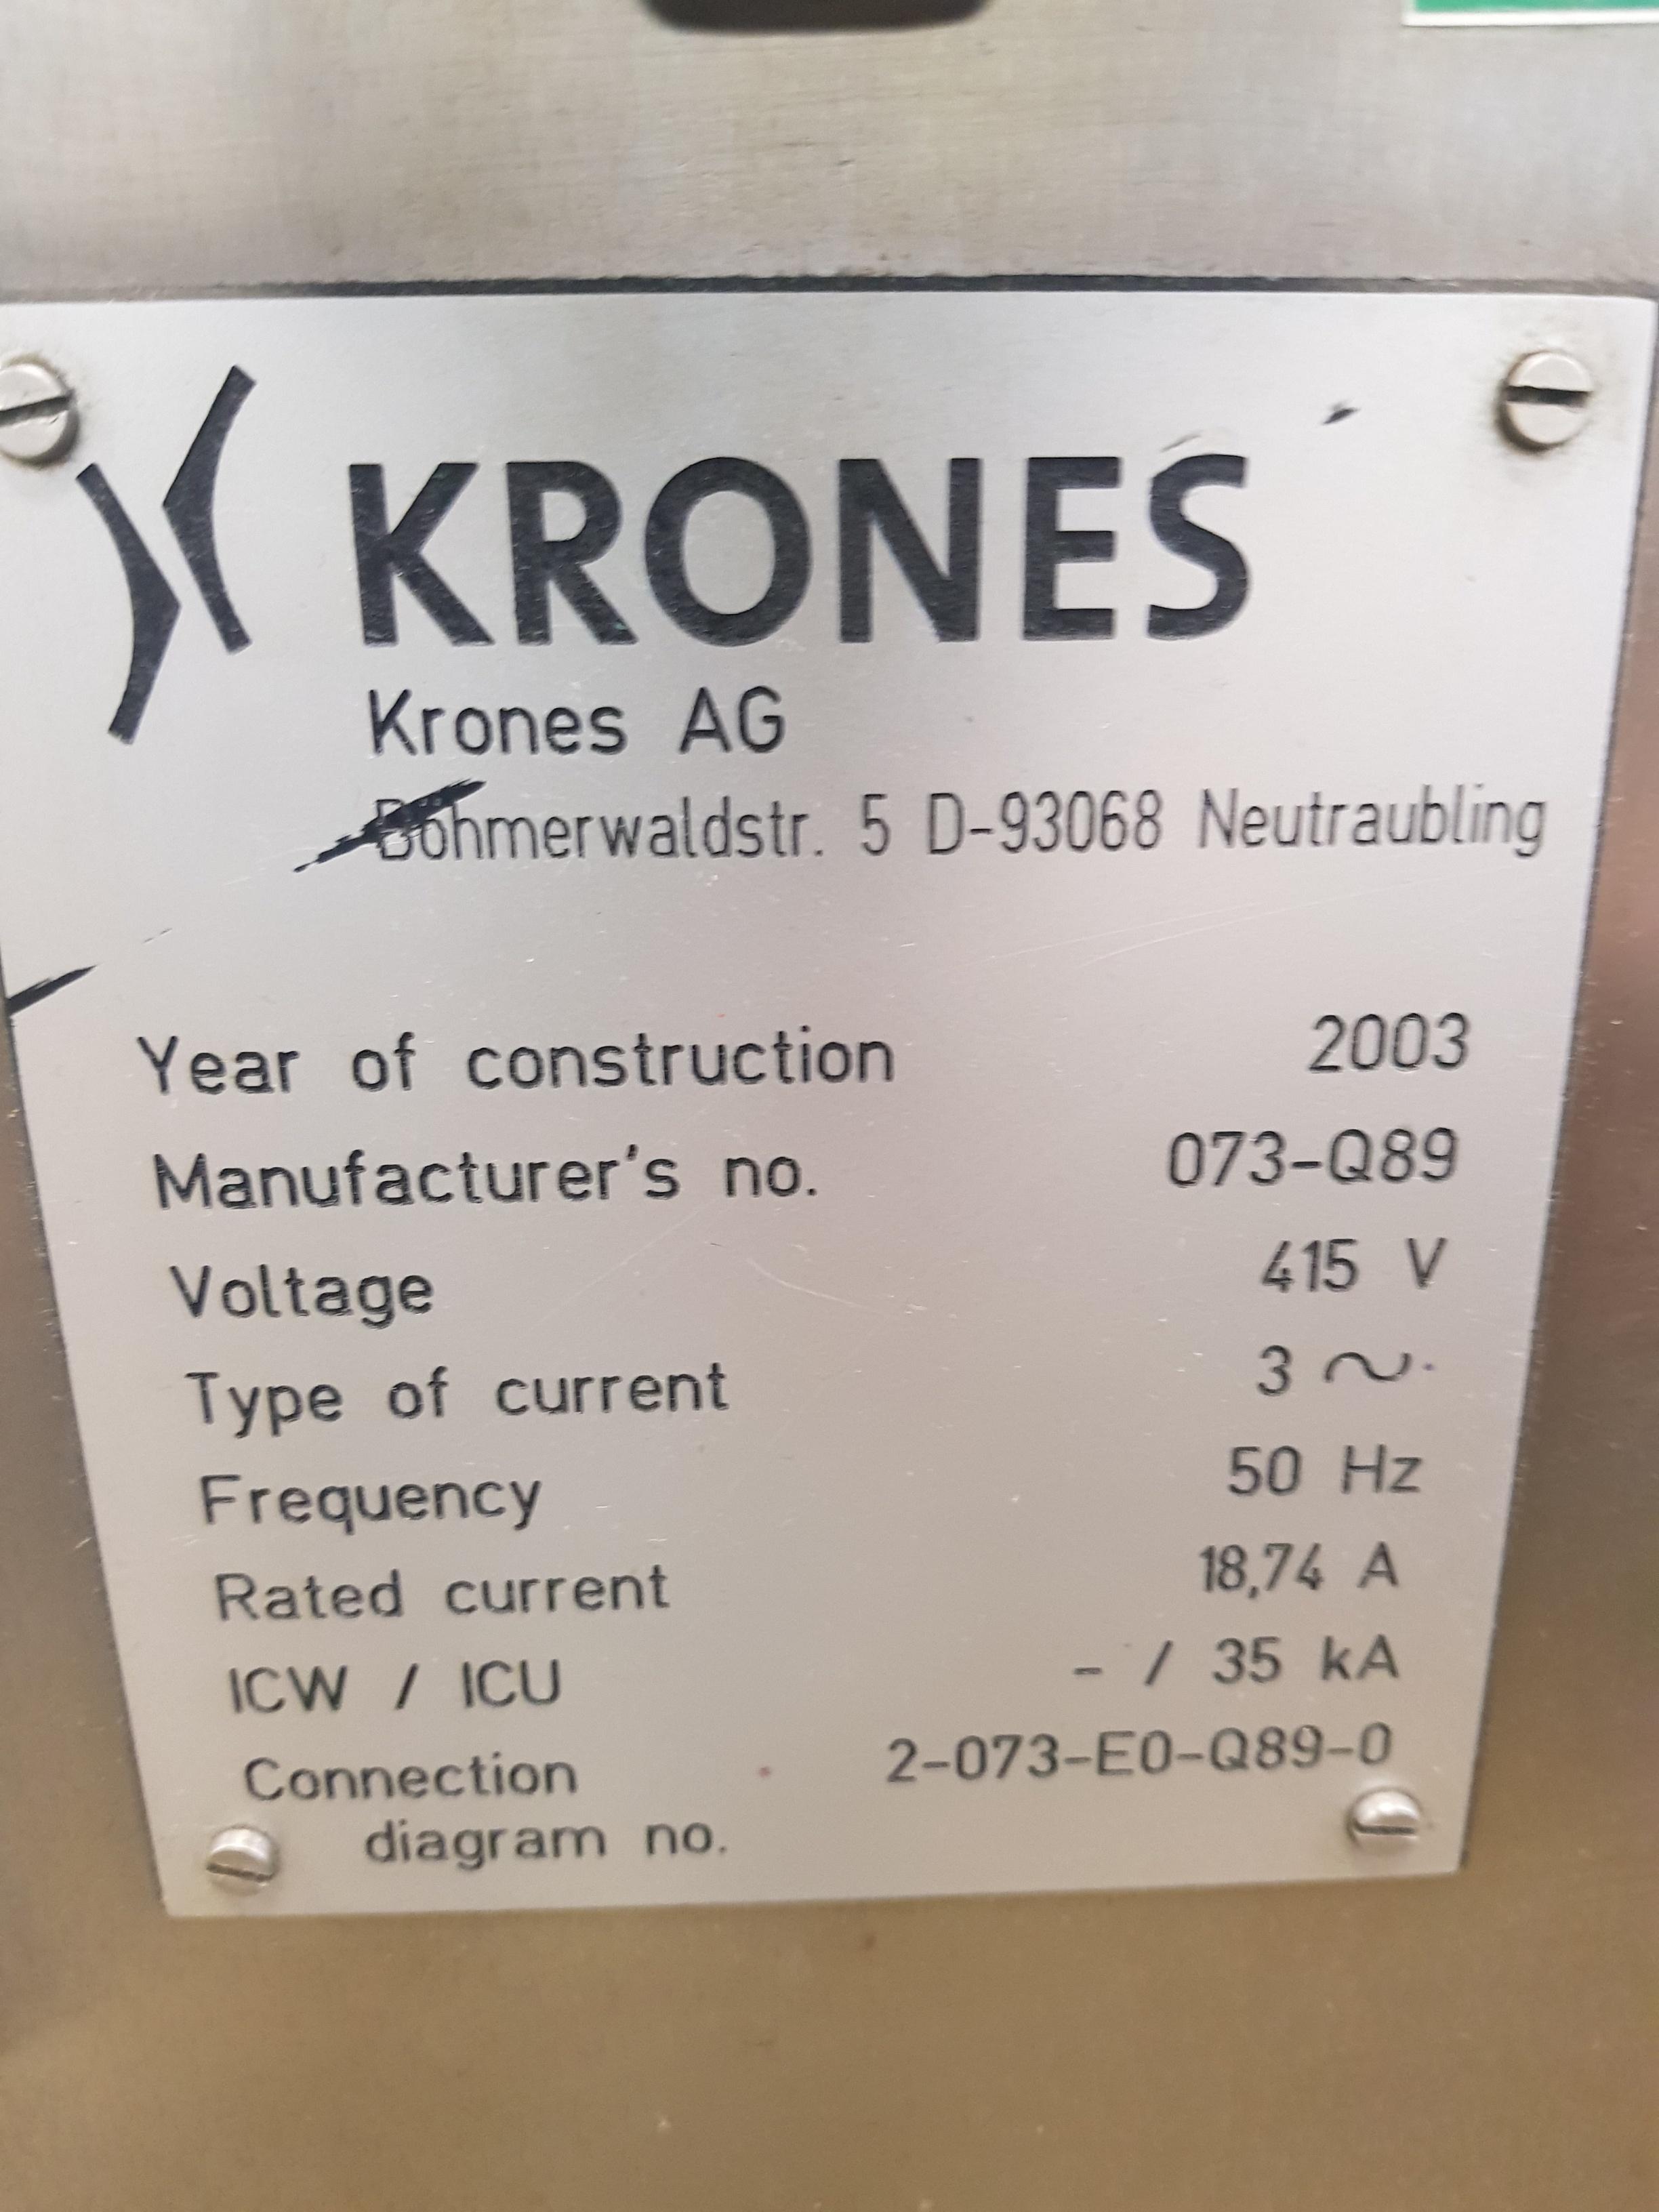 KRONES
Krones AG
Böhmerwaldstr. 5 D-93068 Neutraubling
Year of construction 2003
Manufacturer's no. 073-Q89
Voltage 415 V
Type of current 3 ~
Frequency 50 Hz
Rated current 18,74 A
ICW / ICU - / 35 kA
Connection 2-073-E0-Q89-0
diagram no.